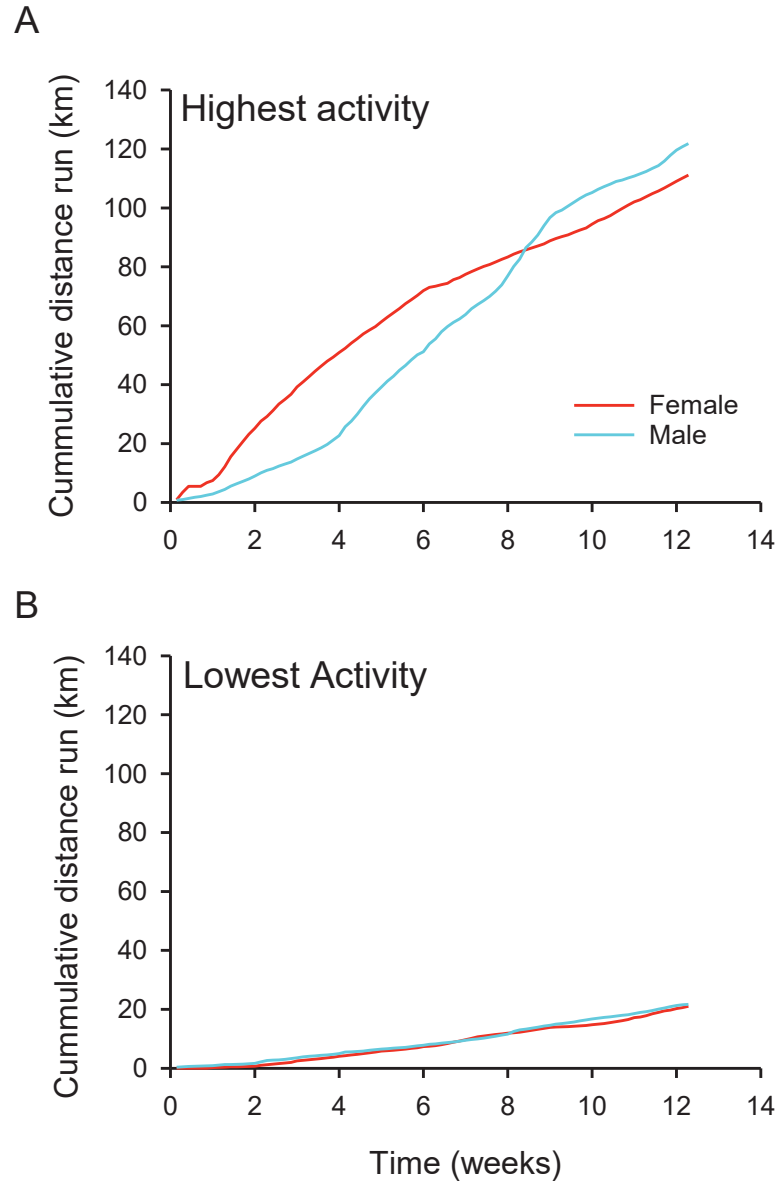 A
Highest activity
Cummulative distance run (km)
140
120
100
80
60
40
20
0
Female
Male
0 2 4 6 8 10 12 14
B
Lowest Activity
Cummulative distance run (km)
140
120
100
80
60
40
20
0
0 2 4 6 8 10 12 14
Time (weeks)